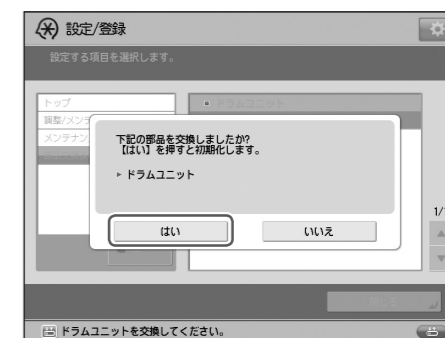 設定/登録
設定する項目を選択します。
トップ
ドラムユニット
調整/メンテ
メンテナン
下記の部品を交換しましたか?
【はい】を押すと初期化します。
▸ ドラムユニット
はい
いいえ
1/
閉じる
ドラムユニットを交換してください。